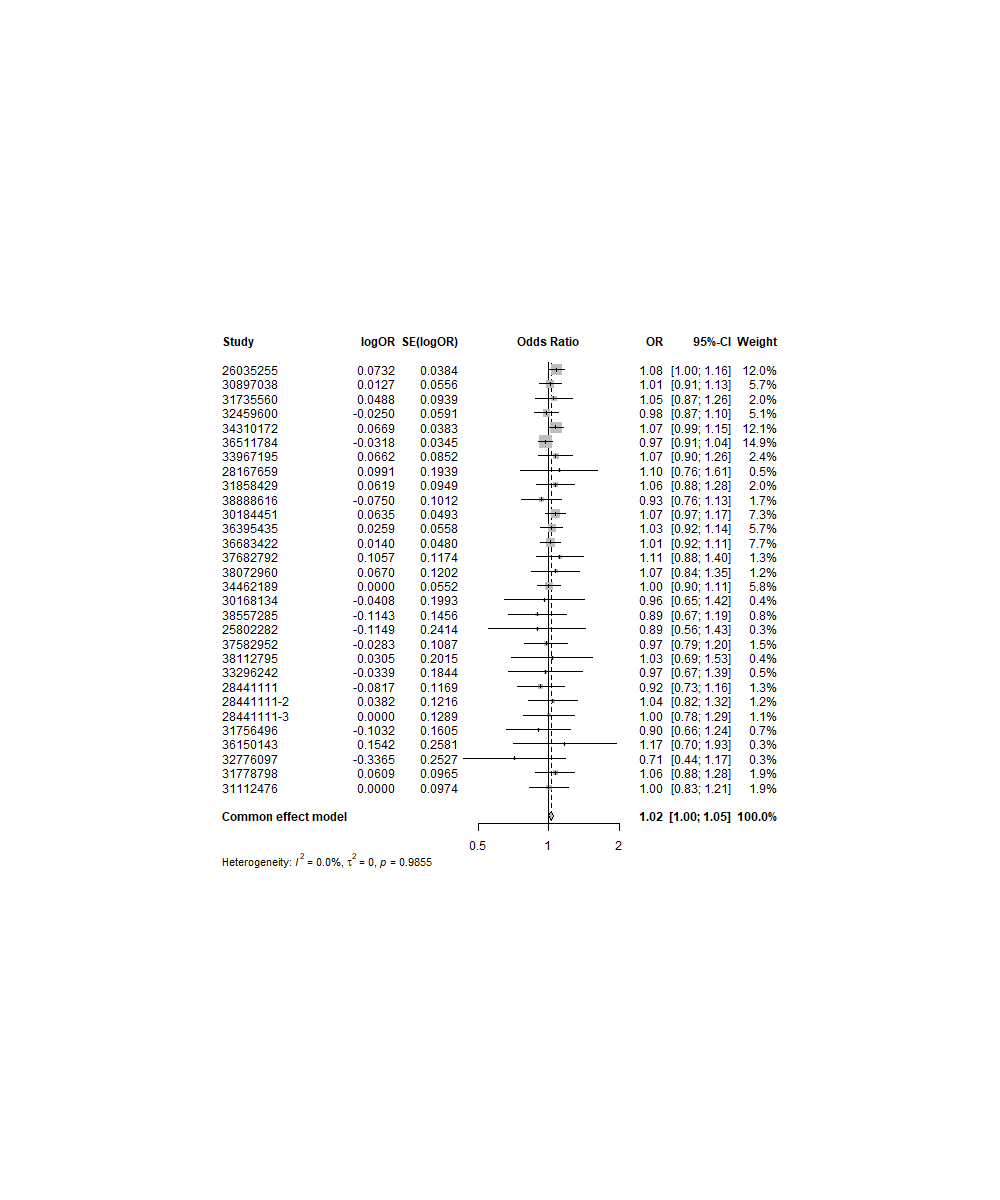 Study logOR SE(logOR) Odds Ratio OR 95%-CI Weight
26035255 0.0732 0.0384 1.08 [1.00; 1.16] 12.0%
30897038 0.0127 0.0556 1.01 [0.91; 1.13] 5.7%
31735560 0.0488 0.0939 1.05 [0.87; 1.26] 2.0%
32459600 -0.0250 0.0591 0.98 [0.87; 1.10] 5.1%
34310172 0.0669 0.0383 1.07 [0.99; 1.15] 12.1%
36511784 -0.0318 0.0345 0.97 [0.91; 1.04] 14.9%
33967195 0.0662 0.0852 1.07 [0.90; 1.26] 2.4%
28167659 0.0991 0.1939 1.10 [0.76; 1.61] 0.5%
31858429 0.0619 0.0949 1.06 [0.88; 1.28] 2.0%
38888616 -0.0750 0.1012 0.93 [0.76; 1.13] 1.7%
30184451 0.0635 0.0493 1.07 [0.97; 1.17] 7.3%
36395435 0.0259 0.0558 1.03 [0.92; 1.14] 5.7%
36683422 0.0140 0.0480 1.01 [0.92; 1.11] 7.7%
37682792 0.1057 0.1174 1.11 [0.88; 1.40] 1.3%
38072960 0.0670 0.1202 1.07 [0.84; 1.35] 1.2%
34462189 0.0000 0.0552 1.00 [0.90; 1.11] 5.8%
30168134 -0.0408 0.1993 0.96 [0.65; 1.42] 0.4%
38557285 -0.1143 0.1456 0.89 [0.67; 1.19] 0.8%
25802282 -0.1149 0.2414 0.89 [0.56; 1.43] 0.3%
37582952 -0.0283 0.1087 0.97 [0.79; 1.20] 1.5%
38112795 0.0305 0.2015 1.03 [0.69; 1.53] 0.4%
33296242 -0.0339 0.1844 0.97 [0.67; 1.39] 0.5%
28441111 -0.0817 0.1169 0.92 [0.73; 1.16] 1.3%
28441111-2 0.0382 0.1216 1.04 [0.82; 1.32] 1.2%
28441111-3 0.0000 0.1289 1.00 [0.78; 1.29] 1.1%
31756496 -0.1032 0.1605 0.90 [0.66; 1.24] 0.7%
36150143 0.1542 0.2581 1.17 [0.70; 1.93] 0.3%
32776097 -0.3365 0.2527 0.71 [0.44; 1.17] 0.3%
31778798 0.0609 0.0965 1.06 [0.88; 1.28] 1.9%
31112476 0.0000 0.0974 1.00 [0.83; 1.21] 1.9%
Common effect model 1.02 [1.00; 1.05] 100.0%
0.5 1 2
Heterogeneity: I² = 0.0%, τ² = 0, p = 0.9855